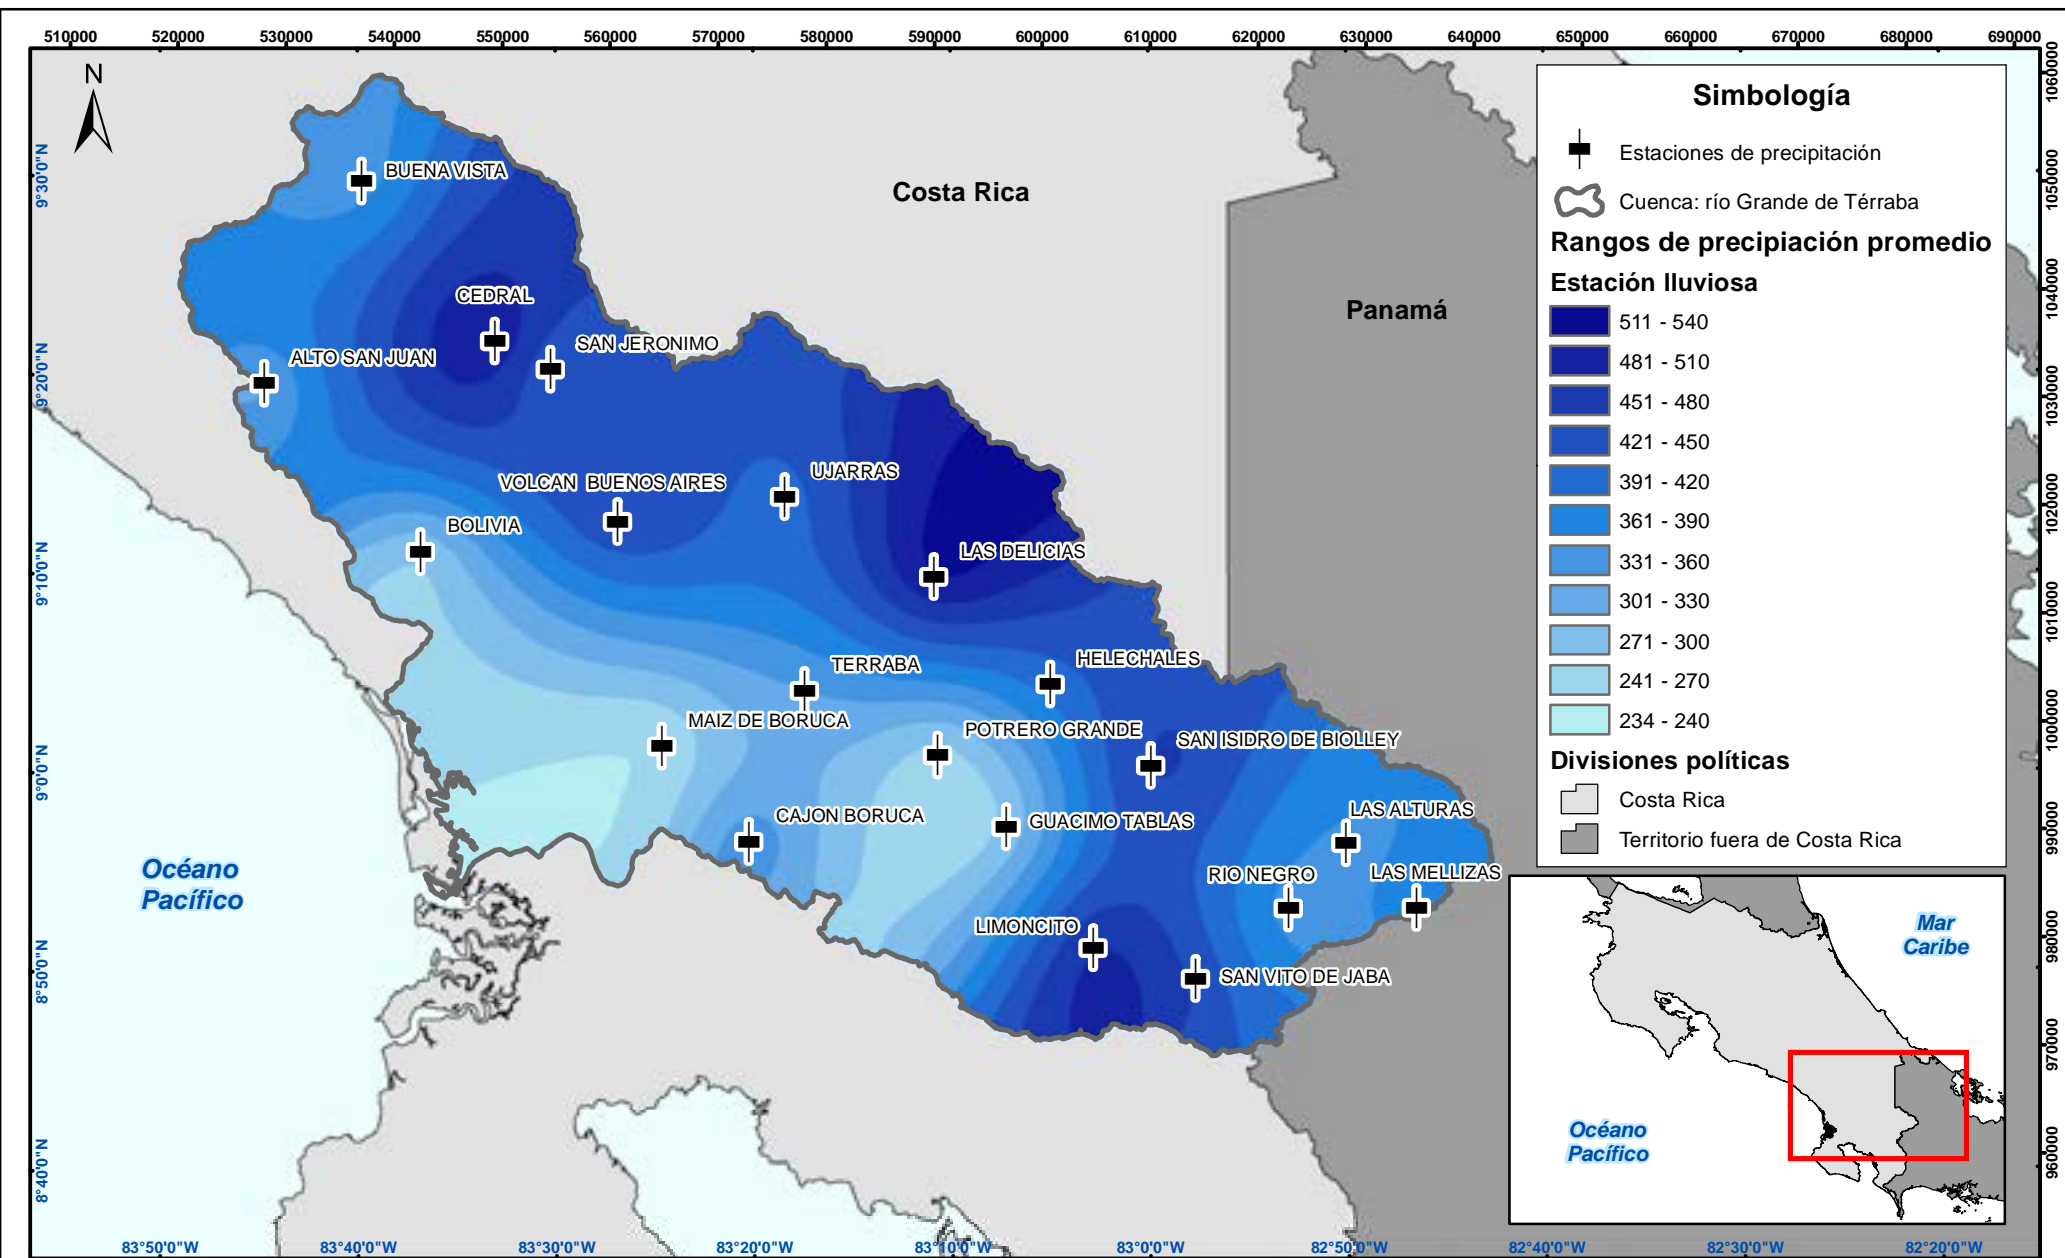 510000 520000 530000 540000 550000 560000 570000 580000 590000 600000 610000 620000 630000 640000 650000 660000 670000 680000 690000
N
Costa Rica
Panamá
BUENA VISTA
CEDRAL
SAN JERONIMO
ALTO SAN JUAN
VOLCAN BUENOS AIRES
UJARRAS
BOLIVIA
LAS DELICIAS
TERRABA
HELECHALES
MAIZ DE BORUCA
POTRERO GRANDE
SAN ISIDRO DE BIOLLEY
CAJON BORUCA
GUACIMO TABLAS
LAS ALTURAS
RIO NEGRO
LAS MELLIZAS
LIMONCITO
SAN VITO DE JABA
Océano
Pacífico
9°30'0"N
9°20'0"N
9°10'0"N
9°0'0"N
8°50'0"N
8°40'0"N
83°50'0"W 83°40'0"W 83°30'0"W 83°20'0"W 83°10'0"W 83°0'0"W 82°50'0"W 82°40'0"W 82°30'0"W 82°20'0"W
Simbología
Estaciones de precipitación
Cuenca: río Grande de Térraba
Rangos de precipiación promedio
Estación lluviosa
511 - 540
481 - 510
451 - 480
421 - 450
391 - 420
361 - 390
331 - 360
301 - 330
271 - 300
241 - 270
234 - 240
Divisiones políticas
Costa Rica
Territorio fuera de Costa Rica
Mar
Caribe
Océano
Pacífico
1060000
1050000
1040000
1030000
1020000
1010000
1000000
990000
980000
970000
960000